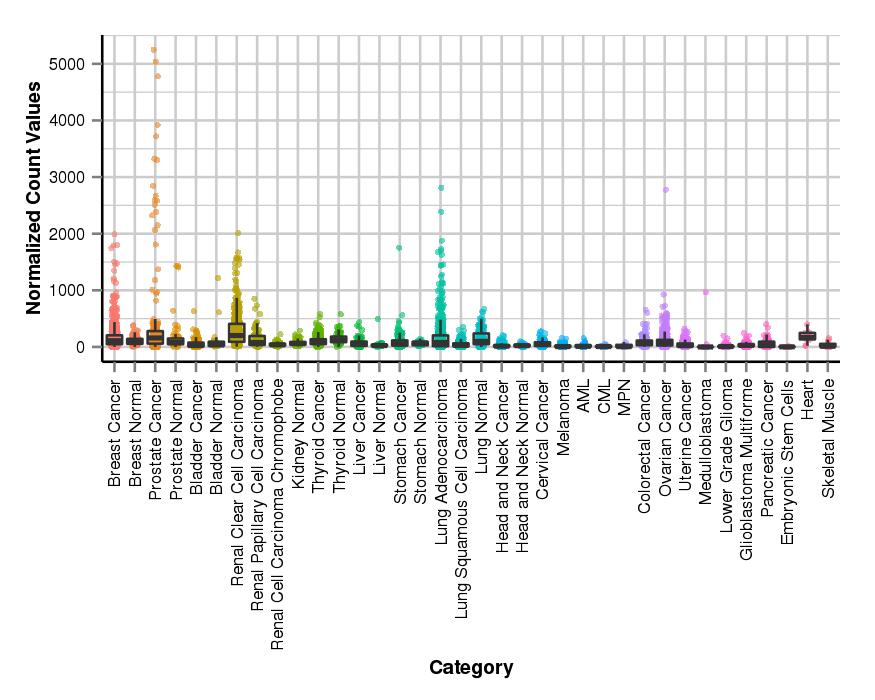 Normalized Count Values
5000
4000
3000
2000
1000
0
Breast Cancer
Breast Normal
Prostate Cancer
Prostate Normal
Bladder Cancer
Bladder Normal
Renal Clear Cell Carcinoma
Renal Papillary Cell Carcinoma
Renal Cell Carcinoma Chromophobe
Kidney Normal
Thyroid Cancer
Thyroid Normal
Liver Cancer
Liver Normal
Stomach Cancer
Stomach Normal
Lung Adenocarcinoma
Lung Squamous Cell Carcinoma
Lung Normal
Head and Neck Cancer
Head and Neck Normal
Cervical Cancer
Melanoma
AML
CML
MPN
Colorectal Cancer
Ovarian Cancer
Uterine Cancer
Medulloblastoma
Lower Grade Glioma
Glioblastoma Multiforme
Pancreatic Cancer
Embryonic Stem Cells
Heart
Skeletal Muscle
Category